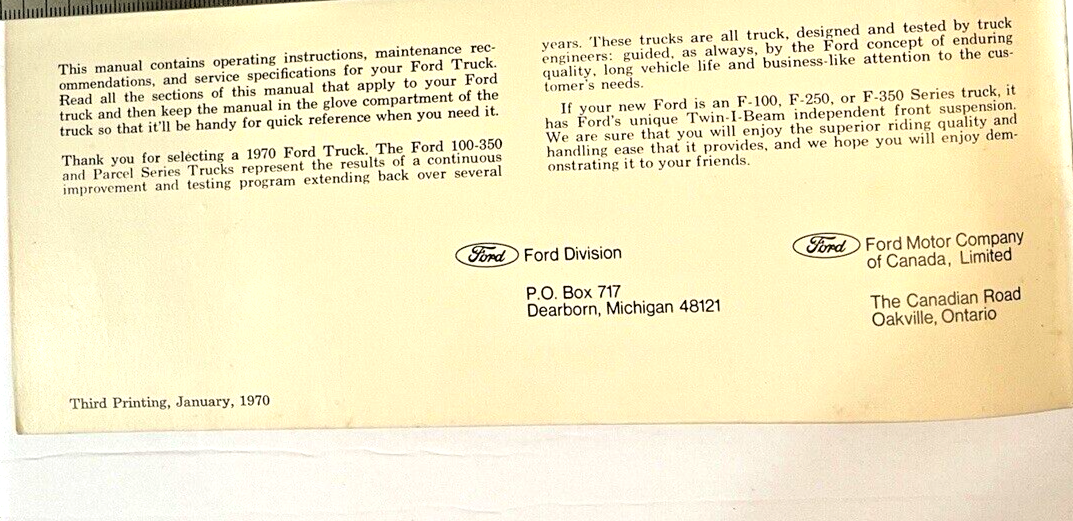 This manual contains operating instructions, maintenance rec-
ommendations, and service specifications for your Ford Truck.
Read all the sections of this manual that apply to your Ford
truck and then keep the manual in the glove compartment of the
truck so that it'll be handy for quick reference when you need it.
Thank you for selecting a 1970 Ford Truck. The Ford 100-350
and Parcel Series Trucks represent the results of a continuous
improvement and testing program extending back over several
years. These trucks are all truck, designed and tested by truck
engineers: guided, as always, by the Ford concept of enduring
quality, long vehicle life and business-like attention to the cus-
tomer's needs.
If your new Ford is an F-100, F-250, or F-350 Series truck, it
has Ford's unique Twin-I-Beam independent front suspension.
We are sure that you will enjoy the superior riding quality and
handling ease that it provides, and we hope you will enjoy dem-
onstrating it to your friends.
Ford Ford Division
P.O. Box 717
Dearborn, Michigan 48121
Ford Ford Motor Company
of Canada, Limited
The Canadian Road
Oakville, Ontario
Third Printing, January, 1970